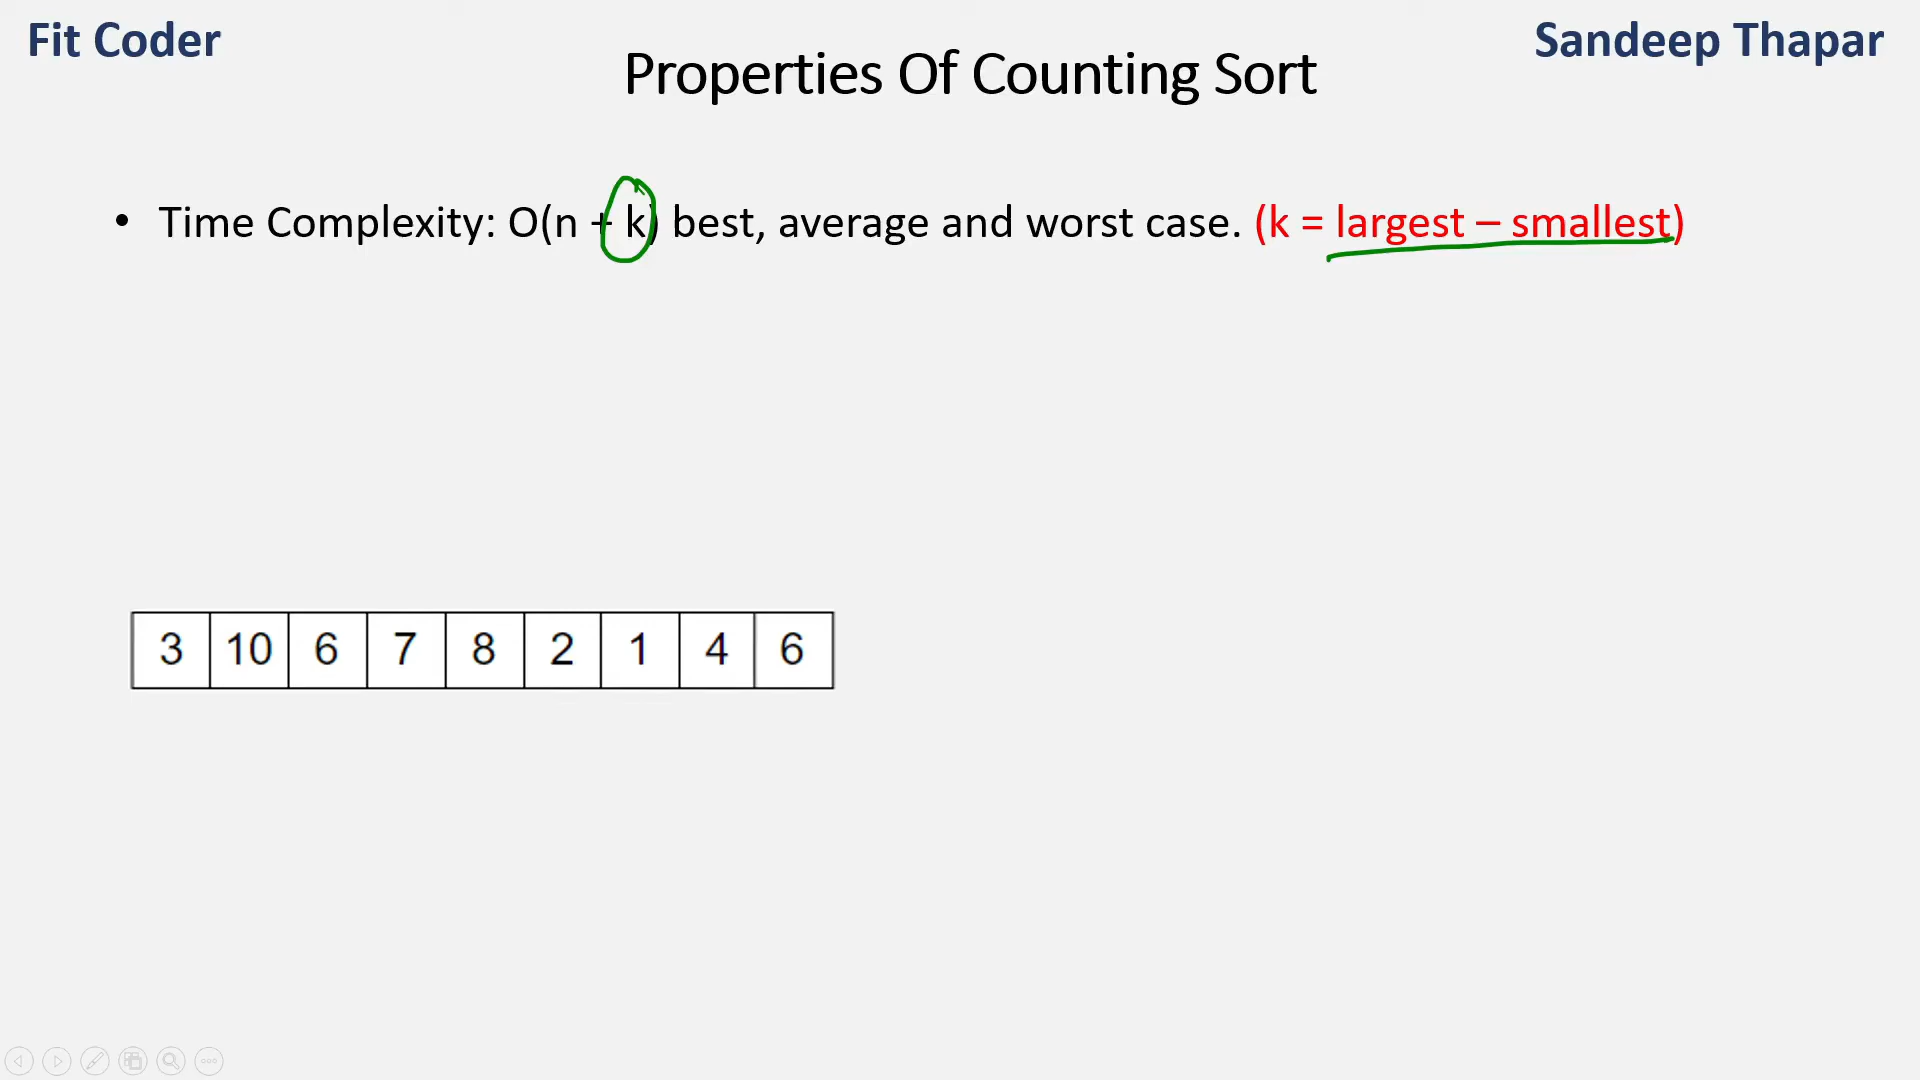 Fit Coder
Sandeep Thapar
Properties Of Counting Sort
• Time Complexity: O(n + k) best, average and worst case. (k = largest – smallest)
3 10 6 7 8 2 1 4 6